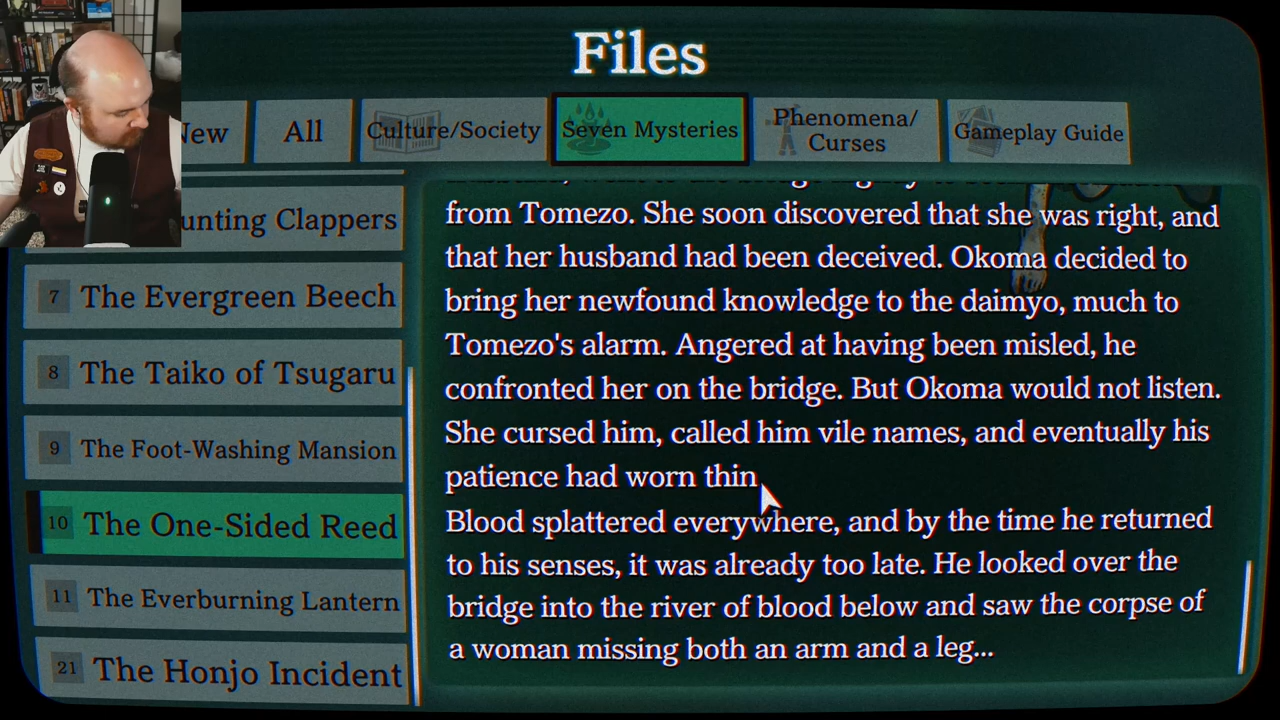 Files
New
All
Culture/Society
Seven Mysteries
Phenomena/
Curses
Gameplay Guide
unting Clappers
7 The Evergreen Beech
8 The Taiko of Tsugaru
9 The Foot-Washing Mansion
10 The One-Sided Reed
11 The Everburning Lantern
21 The Honjo Incident
from Tomezo. She soon discovered that she was right, and
that her husband had been deceived. Okoma decided to
bring her newfound knowledge to the daimyo, much to
Tomezo's alarm. Angered at having been misled, he
confronted her on the bridge. But Okoma would not listen.
She cursed him, called him vile names, and eventually his
patience had worn thin
Blood splattered everywhere, and by the time he returned
to his senses, it was already too late. He looked over the
bridge into the river of blood below and saw the corpse of
a woman missing both an arm and a leg...